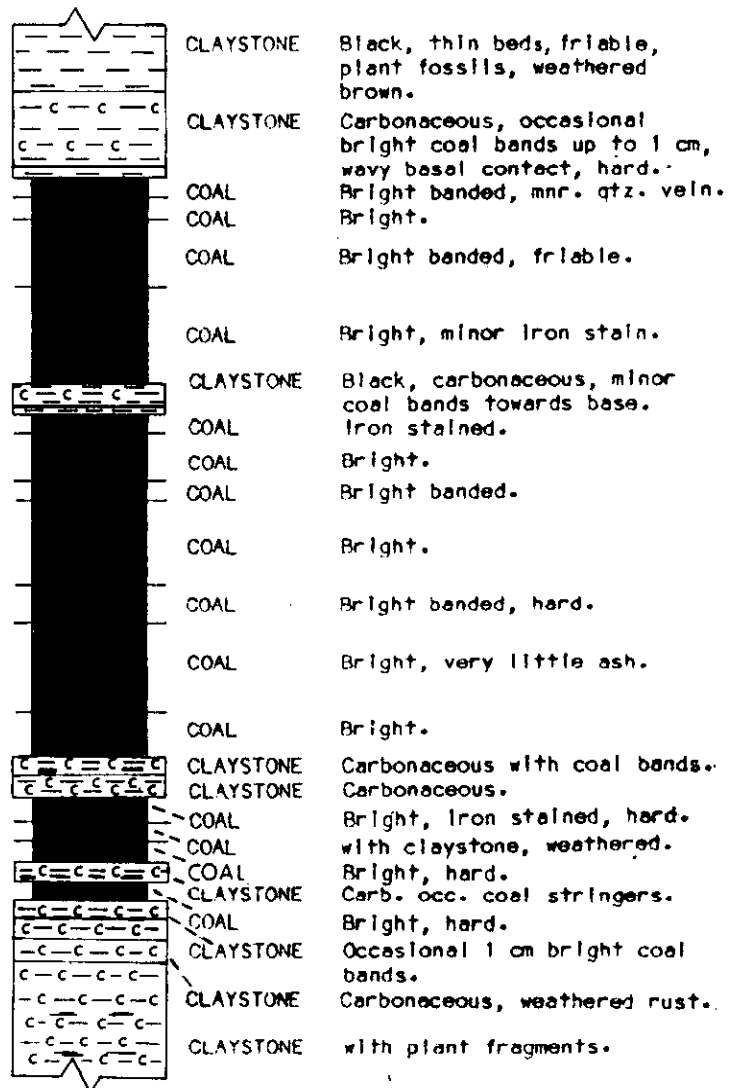 CLAYSTONE Black, thin beds, friable,
plant fossils, weathered
brown.
CLAYSTONE Carbonaceous, occasional
bright coal bands up to 1 cm,
wavy basal contact, hard.
COAL Bright banded, mnr. qtz. vein.
COAL Bright.
COAL Bright banded, friable.
COAL Bright, minor iron stain.
CLAYSTONE Black, carbonaceous, minor
coal bands towards base.
COAL Iron stained.
COAL Bright.
COAL Bright banded.
COAL Bright.
COAL Bright banded, hard.
COAL Bright, very little ash.
COAL Bright.
CLAYSTONE Carbonaceous with coal bands.
CLAYSTONE Carbonaceous.
COAL Bright, iron stained, hard.
COAL with claystone, weathered.
COAL Bright, hard.
CLAYSTONE Carb. occ. coal stringers.
COAL Bright, hard.
CLAYSTONE Occasional 1 cm bright coal
bands.
CLAYSTONE Carbonaceous, weathered rust.
CLAYSTONE with plant fragments.